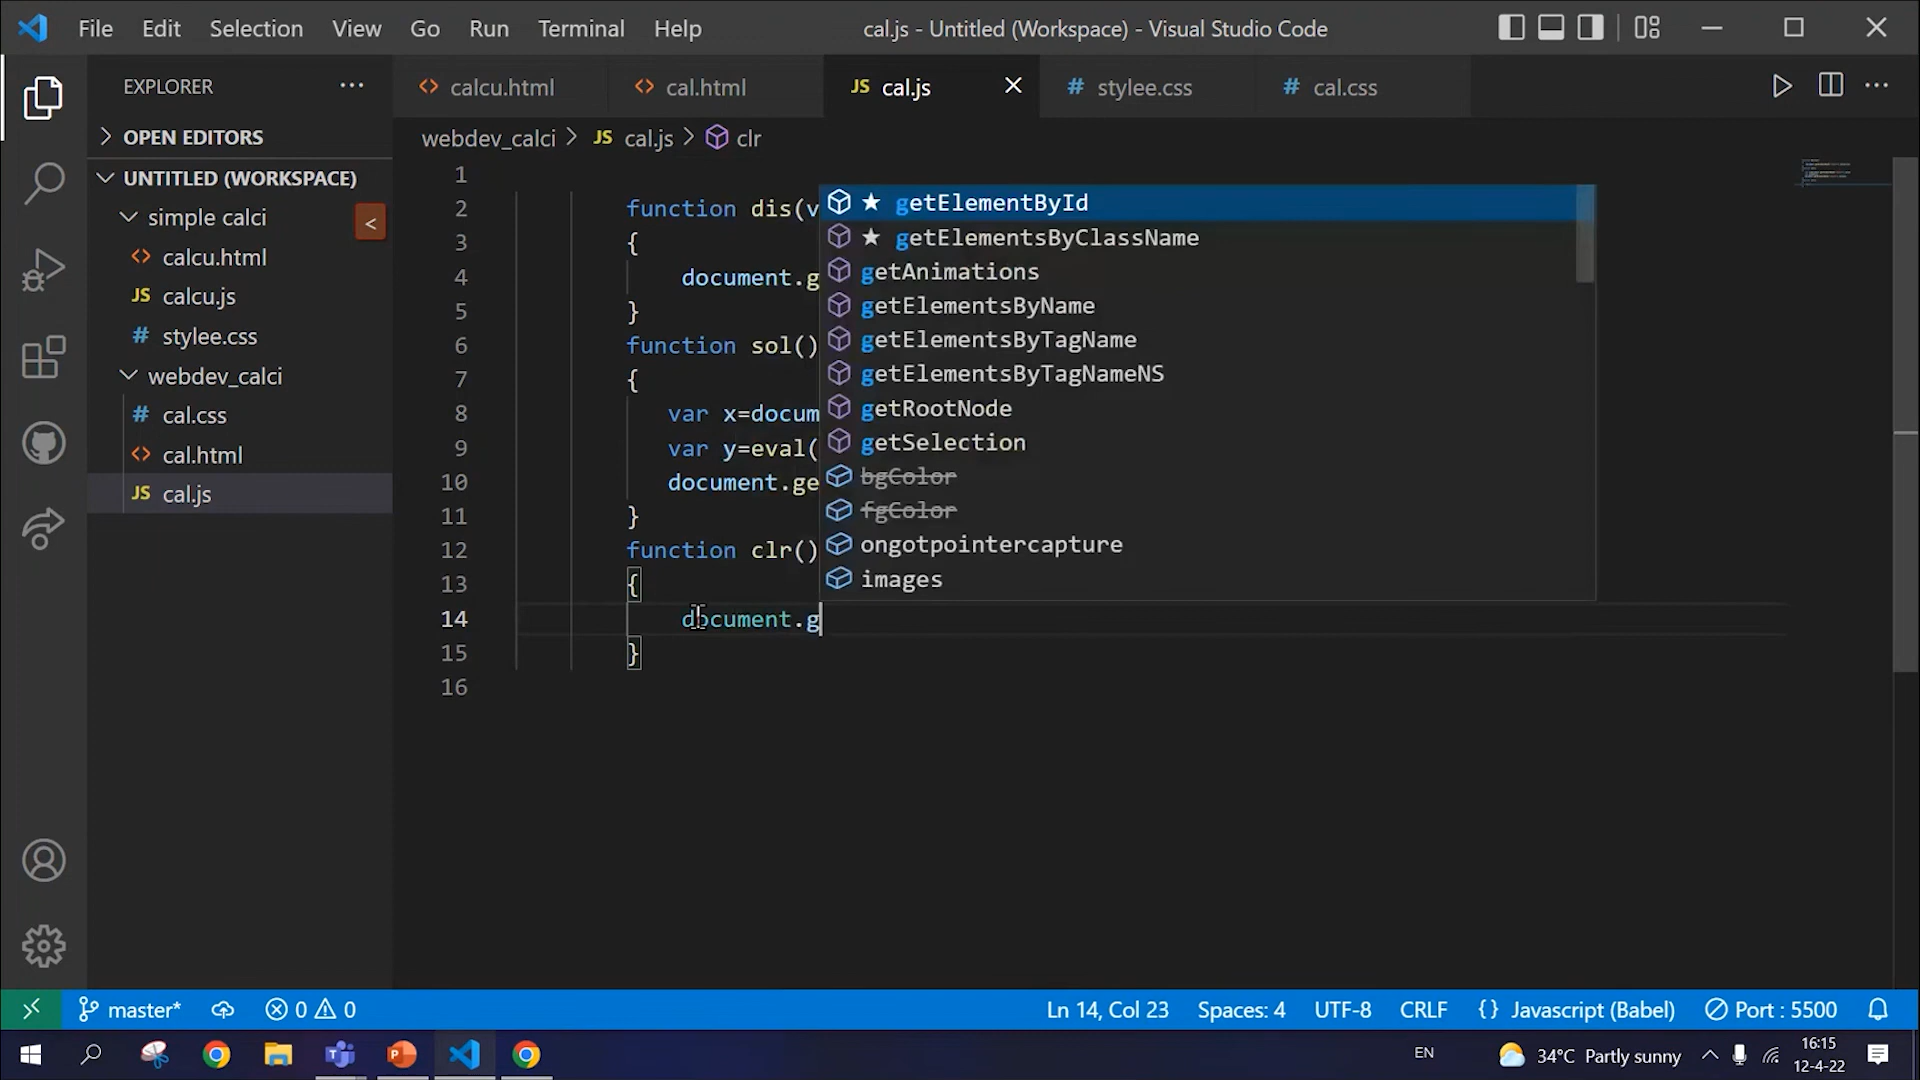 File Edit Selection View Go Run Terminal Help
cal.js - Untitled (Workspace) - Visual Studio Code
EXPLORER
calcu.html
cal.html
JS cal.js
# stylee.css
# cal.css
OPEN EDITORS
webdev_calci > JS cal.js > clr
UNTITLED (WORKSPACE)
simple calci
<
calcu.html
JS calcu.js
# stylee.css
webdev_calci
# cal.css
cal.html
JS cal.js
1
2 function dis(v
3 {
4 document.g
5 }
6 function sol()
7 {
8 var x=docum
9 var y=eval(
10 document.ge
11 }
12 function clr()
13 {
14 document.g
15 }
16
getElementById
getElementsByClassName
getAnimations
getElementsByName
getElementsByTagName
getElementsByTagNameNS
getRootNode
getSelection
bgColor
fgColor
ongotpointercapture
images
master* 0 0 Ln 14, Col 23 Spaces: 4 UTF-8 CRLF {} Javascript (Babel) Port : 5500
EN 34°C Partly sunny 16:15
12-4-22